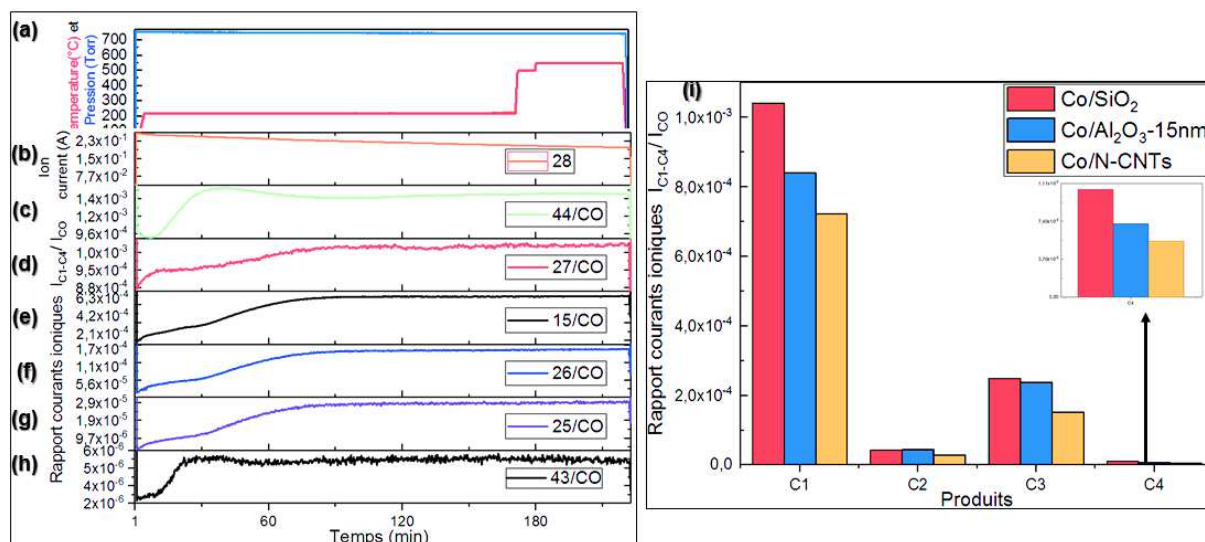 (a)
emperature(°C) et
Pression (Torr)
700
600
500
400
300
200
100
(b)
Ion
current (A)
2,3x10⁻¹
1,5x10⁻¹
7,7x10⁻²
28
(c)
1,4x10⁻³
1,2x10⁻³
9,6x10⁻⁴
44/CO
Rapport courants ioniques I_C1-C4/ I_CO
(d)
1,0x10⁻³
9,5x10⁻⁴
8,8x10⁻⁴
27/CO
(e)
6,3x10⁻⁴
4,2x10⁻⁴
2,1x10⁻⁴
15/CO
(f)
1,7x10⁻⁴
1,1x10⁻⁴
5,6x10⁻⁵
26/CO
(g)
2,9x10⁻⁵
1,9x10⁻⁵
9,7x10⁻⁶
25/CO
(h)
6x10⁻⁶
5x10⁻⁶
4x10⁻⁶
2x10⁻⁶
43/CO
1 60 120 180
Temps (min)
(i)
Rapport courants ioniques I_C1-C4/ I_CO
1,0x10⁻³
8,0x10⁻⁴
6,0x10⁻⁴
4,0x10⁻⁴
2,0x10⁻⁴
0,0
Co/SiO₂
Co/Al₂O₃-15nm
Co/N-CNTs
C4
C1 C2 C3 C4
Produits